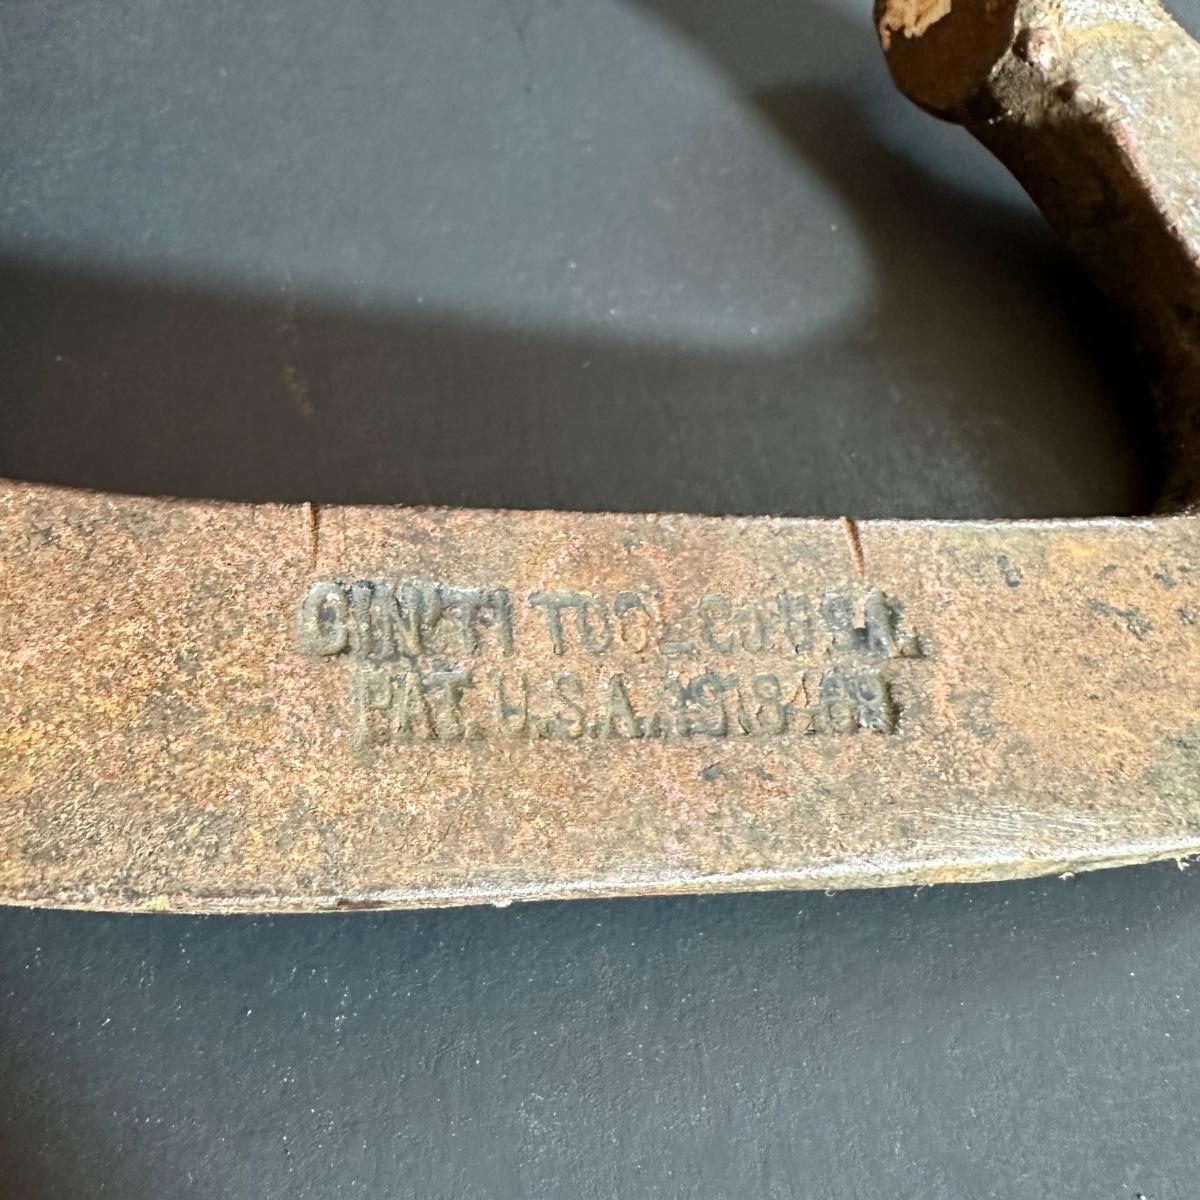 CIN'TI TOOL CO. U.S.A.
PAT. U.S.A.